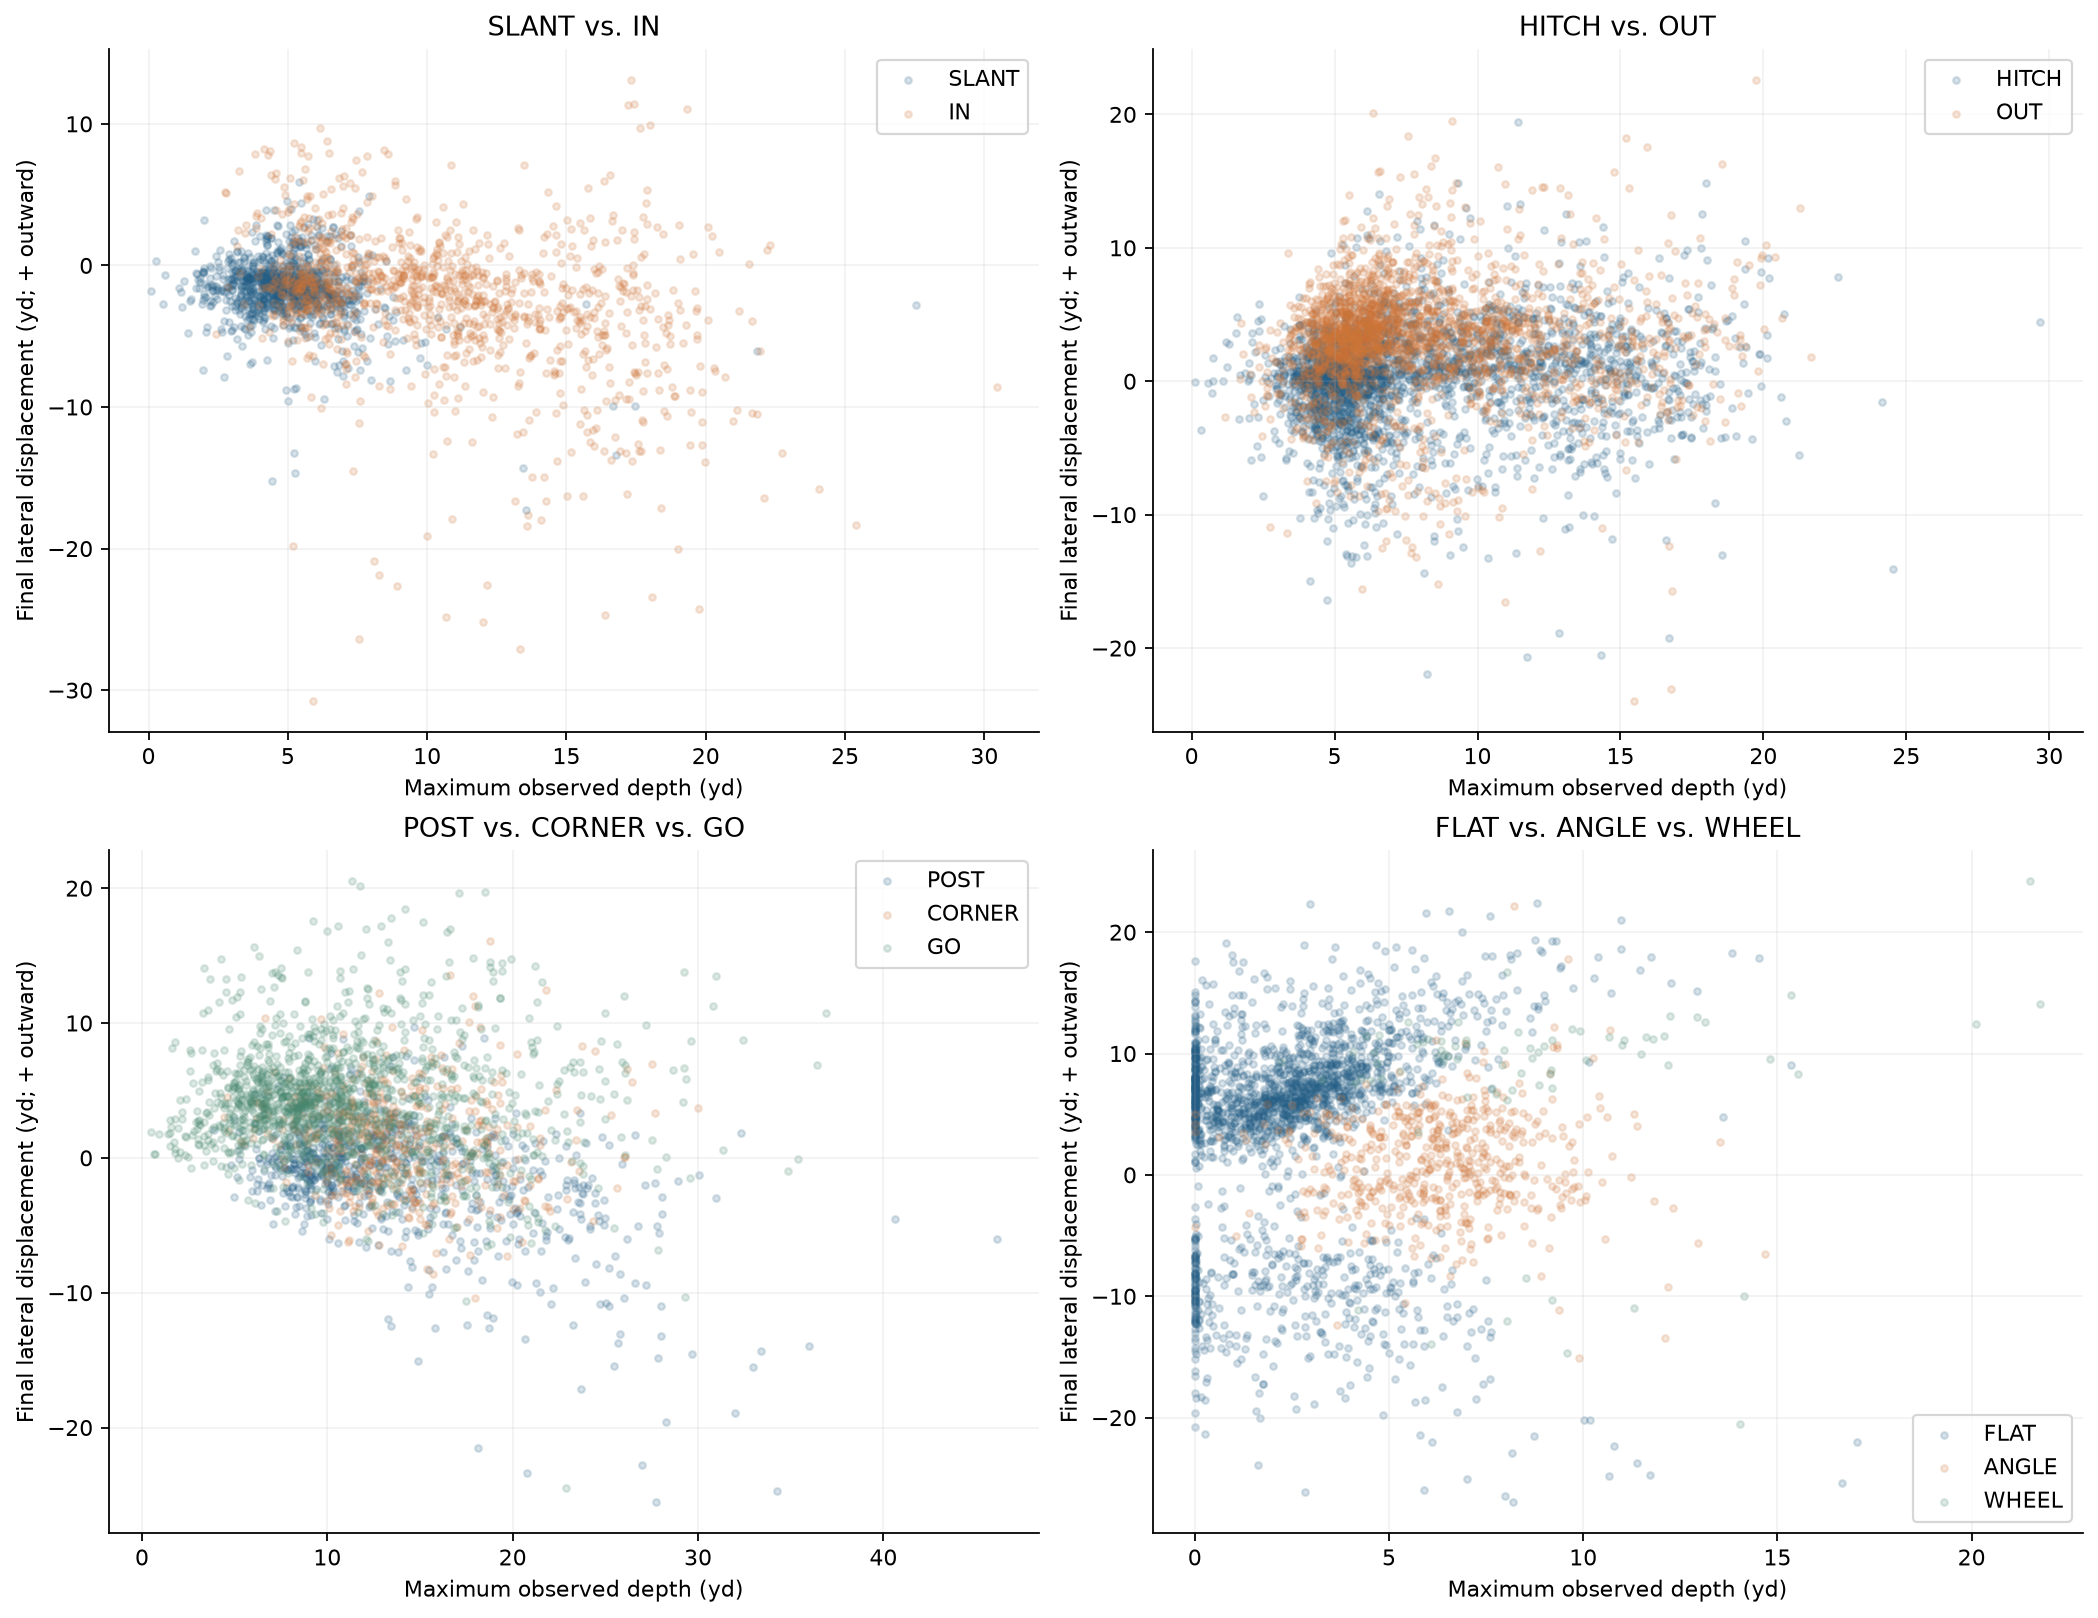 SLANT vs. IN
SLANT
IN
10
0
−10
−20
−30
Final lateral displacement (yd; + outward)
0 5 10 15 20 25 30
Maximum observed depth (yd)
HITCH vs. OUT
HITCH
OUT
20
10
0
−10
−20
Final lateral displacement (yd; + outward)
0 5 10 15 20 25 30
Maximum observed depth (yd)
POST vs. CORNER vs. GO
POST
CORNER
GO
20
10
0
−10
−20
Final lateral displacement (yd; + outward)
0 10 20 30 40
Maximum observed depth (yd)
FLAT vs. ANGLE vs. WHEEL
20
10
0
−10
−20
Final lateral displacement (yd; + outward)
FLAT
ANGLE
WHEEL
0 5 10 15 20
Maximum observed depth (yd)